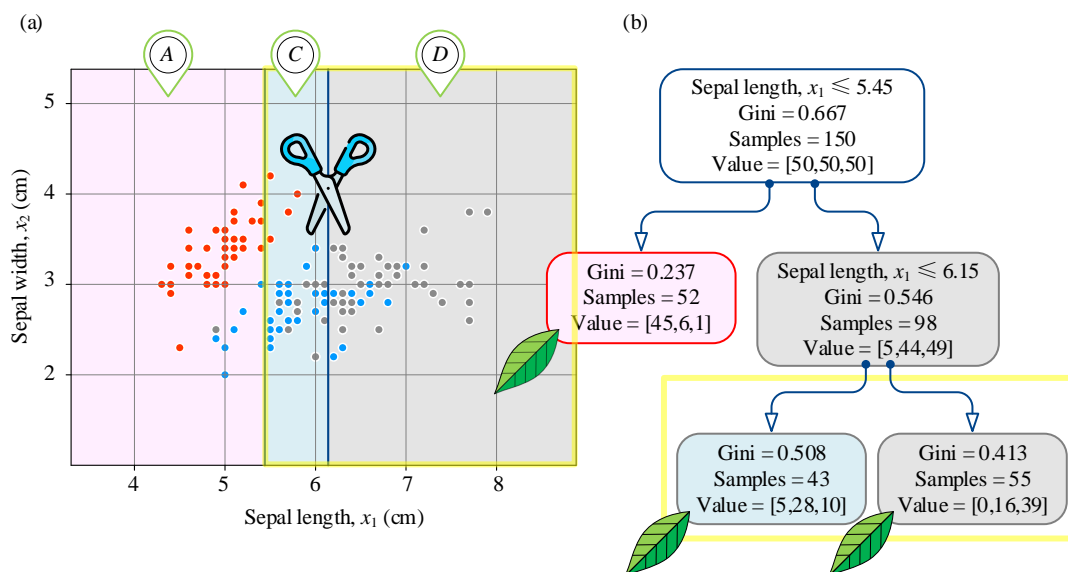 (a)
A
C
D
5
4
3
2
Sepal width, x2 (cm)
4
5
6
7
8
Sepal length, x1 (cm)
(b)
Sepal length, x1 ⩽ 5.45
Gini = 0.667
Samples = 150
Value = [50,50,50]
Gini = 0.237
Samples = 52
Value = [45,6,1]
Sepal length, x1 ⩽ 6.15
Gini = 0.546
Samples = 98
Value = [5,44,49]
Gini = 0.508
Samples = 43
Value = [5,28,10]
Gini = 0.413
Samples = 55
Value = [0,16,39]